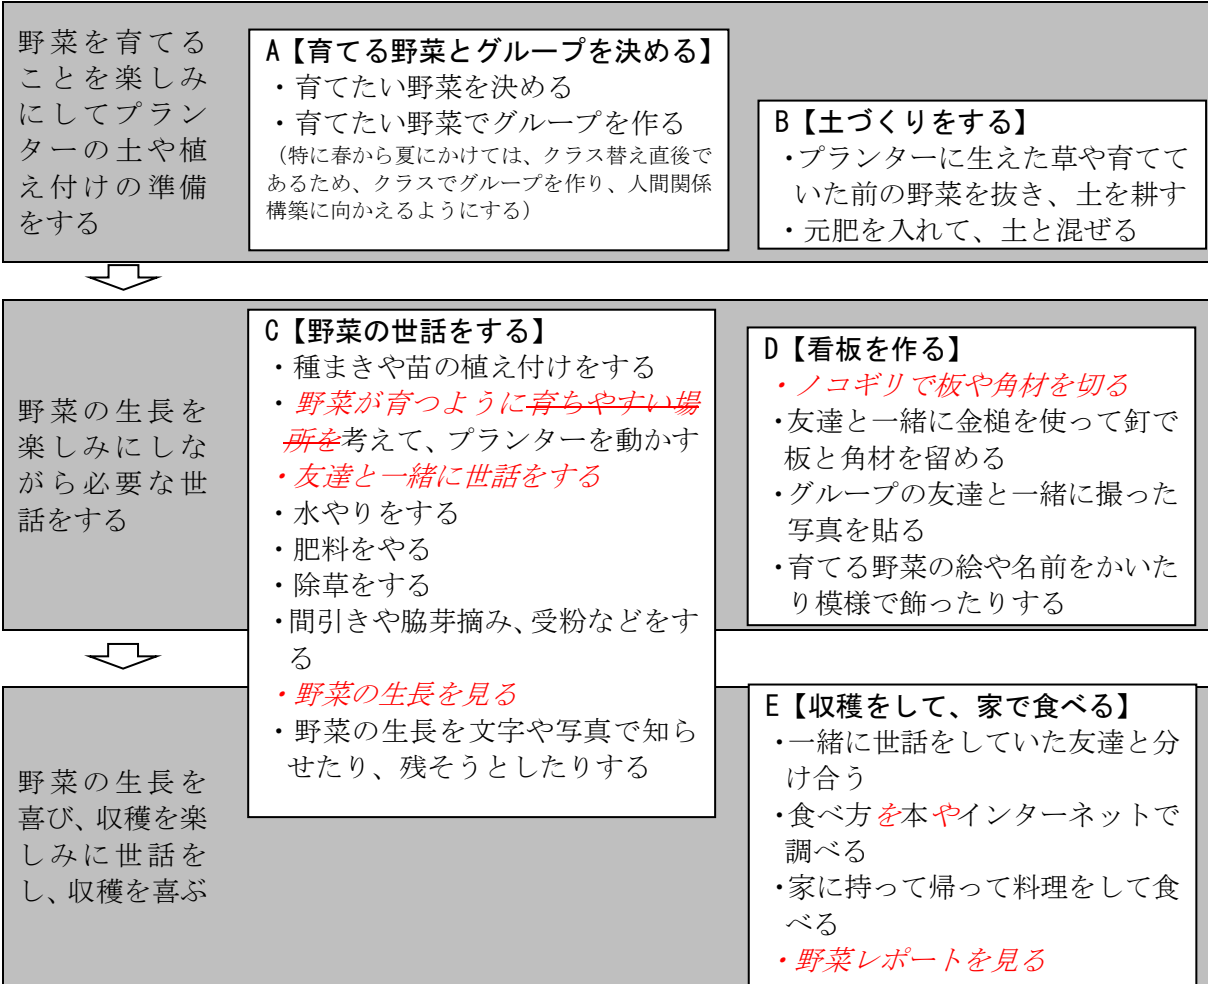 野菜を育てる
ことを楽しみ
にしてプラン
ターの土や植
え付けの準備
をする
A【育てる野菜とグループを決める】
・育てたい野菜を決める
・育てたい野菜でグループを作る
（特に春から夏にかけては、クラス替え直後で
あるため、クラスでグループを作り、人間関係
構築に向かえるようにする）
B【土づくりをする】
・プランターに生えた草や育てて
いた前の野菜を抜き、土を耕す
・元肥を入れて、土と混ぜる
野菜の生長を
楽しみにしな
がら必要な世
話をする
C【野菜の世話をする】
・種まきや苗の植え付けをする
・野菜が育つように育ちやすい場
所を考えて、プランターを動かす
・友達と一緒に世話をする
・水やりをする
・肥料をやる
・除草をする
・間引きや脇芽摘み、受粉などをす
る
・野菜の生長を見る
・野菜の生長を文字や写真で知ら
せたり、残そうとしたりする
D【看板を作る】
・ノコギリで板や角材を切る
・友達と一緒に金槌を使って釘で
板と角材を留める
・グループの友達と一緒に撮った
写真を貼る
・育てる野菜の絵や名前をかいた
り模様で飾ったりする
野菜の生長を
喜び、収穫を楽
しみに世話を
し、収穫を喜ぶ
E【収穫をして、家で食べる】
・一緒に世話をしていた友達と分
け合う
・食べ方を本やインターネットで
調べる
・家に持って帰って料理をして食
べる
・野菜レポートを見る